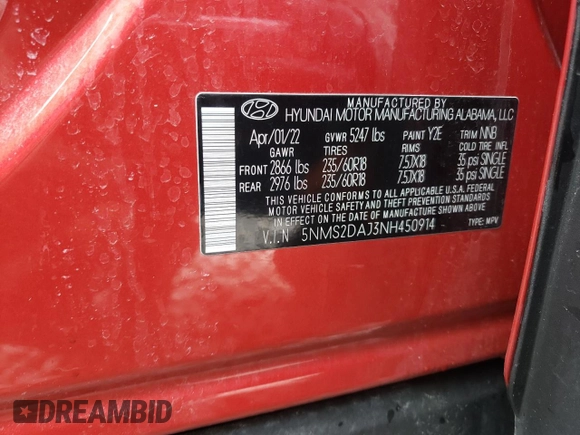 MANUFACTURED BY
HYUNDAI MOTOR MANUFACTURING ALABAMA, LLC
Apr/01/22 GVWR 5247 lbs PAINT Y2E TRIM NNB
GAWR TIRES RIMS COLD TIRE INFL
FRONT 2866 lbs 235/60R18 7.5JX18 35 psi SINGLE
REAR 2976 lbs 235/60R18 7.5JX18 35 psi SINGLE
THIS VEHICLE CONFORMS TO ALL APPLICABLE U.S.A. FEDERAL
MOTOR VEHICLE SAFETY AND THEFT PREVENTION STANDARDS
IN EFFECT ON THE DATE OF MANUFACTURE SHOWN ABOVE.
V.I.N 5NMS2DAJ3NH450914 TYPE: MPV
DREAMBID